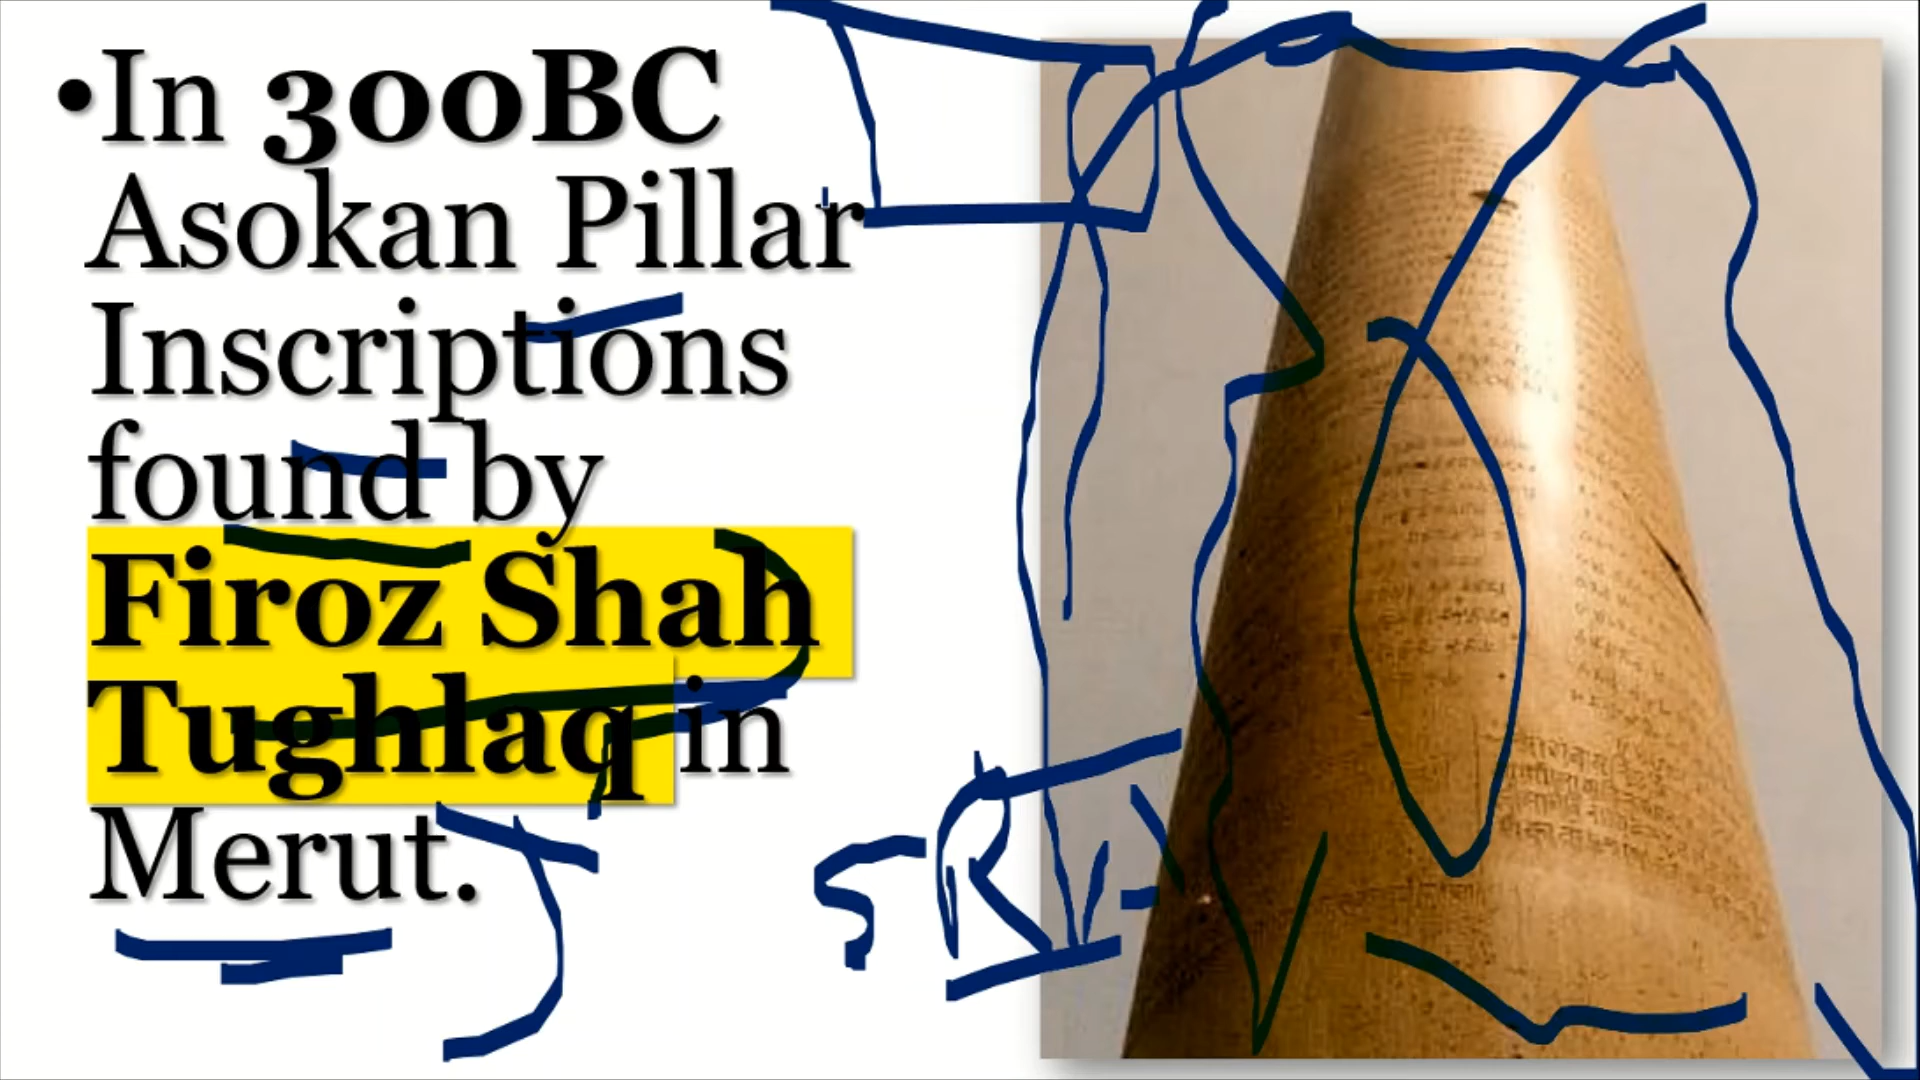 •In 300BC
Asokan Pillar
Inscriptions
found by
Firoz Shah
Tughlaq in
Merut.